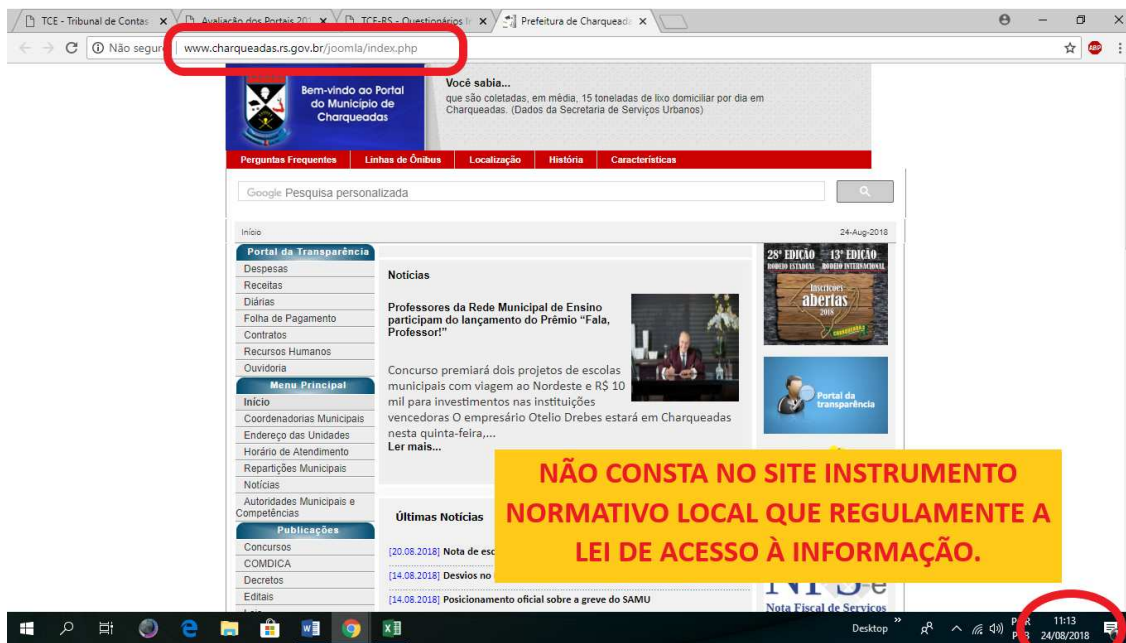 TCE - Tribunal de Contas
Avaliação dos Portais 201
TCE-RS - Questionários In
Prefeitura de Charqueada
Não seguro
www.charqueadas.rs.gov.br/joomla/index.php
ABP
Bem-vindo ao Portal
do Município de
Charqueadas
Você sabia...
que são coletadas, em média, 15 toneladas de lixo domiciliar por dia em
Charqueadas. (Dados da Secretaria de Serviços Urbanos)
Perguntas Frequentes
Linhas de Ônibus
Localização
História
Características
Google Pesquisa personalizada
Início
24-Aug-2018
Portal da Transparência
Despesas
Receitas
Diárias
Folha de Pagamento
Contratos
Recursos Humanos
Ouvidoria
Menu Principal
Início
Coordenadorias Municipais
Endereço das Unidades
Horário de Atendimento
Repartições Municipais
Notícias
Autoridades Municipais e
Competências
Publicações
Concursos
COMDICA
Decretos
Editais
Notícias
Professores da Rede Municipal de Ensino
participam do lançamento do Prêmio “Fala,
Professor!”
Concurso premiará dois projetos de escolas
municipais com viagem ao Nordeste e R$ 10
mil para investimentos nas instituições
vencedoras O empresário Otelio Drebes estará em Charqueadas
nesta quinta-feira,...
Ler mais...
Últimas Notícias
[20.08.2018] Nota de esc
[14.08.2018] Desvios no
[14.08.2018] Posicionamento oficial sobre a greve do SAMU
28ª EDIÇÃO 13ª EDIÇÃO
RODEIO ESTADUAL RODEIO INTERNACIONAL
Inscrições
abertas
2018
Portal da
transparência
NÃO CONSTA NO SITE INSTRUMENTO
NORMATIVO LOCAL QUE REGULAMENTE A
LEI DE ACESSO À INFORMAÇÃO.
NFS-e
Nota Fiscal de Serviços
Desktop
11:13
24/08/2018